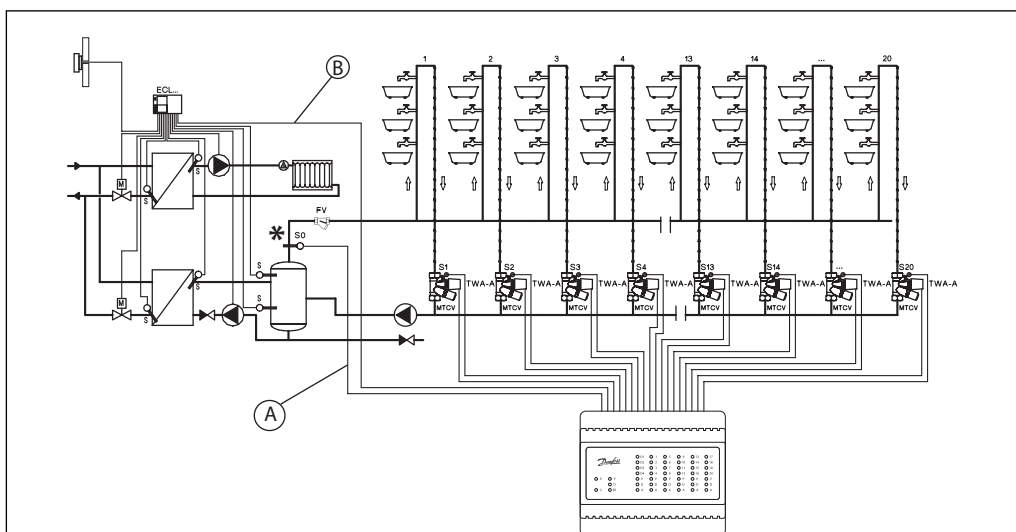 1 2 3 4 13 14 ... 20
B
ECL...
M S S
FV
* S0
S
M S S S
S1 S2 S3 S4 S13 S14 ... S20
TWA-A TWA-A TWA-A TWA-A TWA-A TWA-A TWA-A TWA-A
MTCV MTCV MTCV MTCV MTCV MTCV MTCV MTCV
A
Danfoss